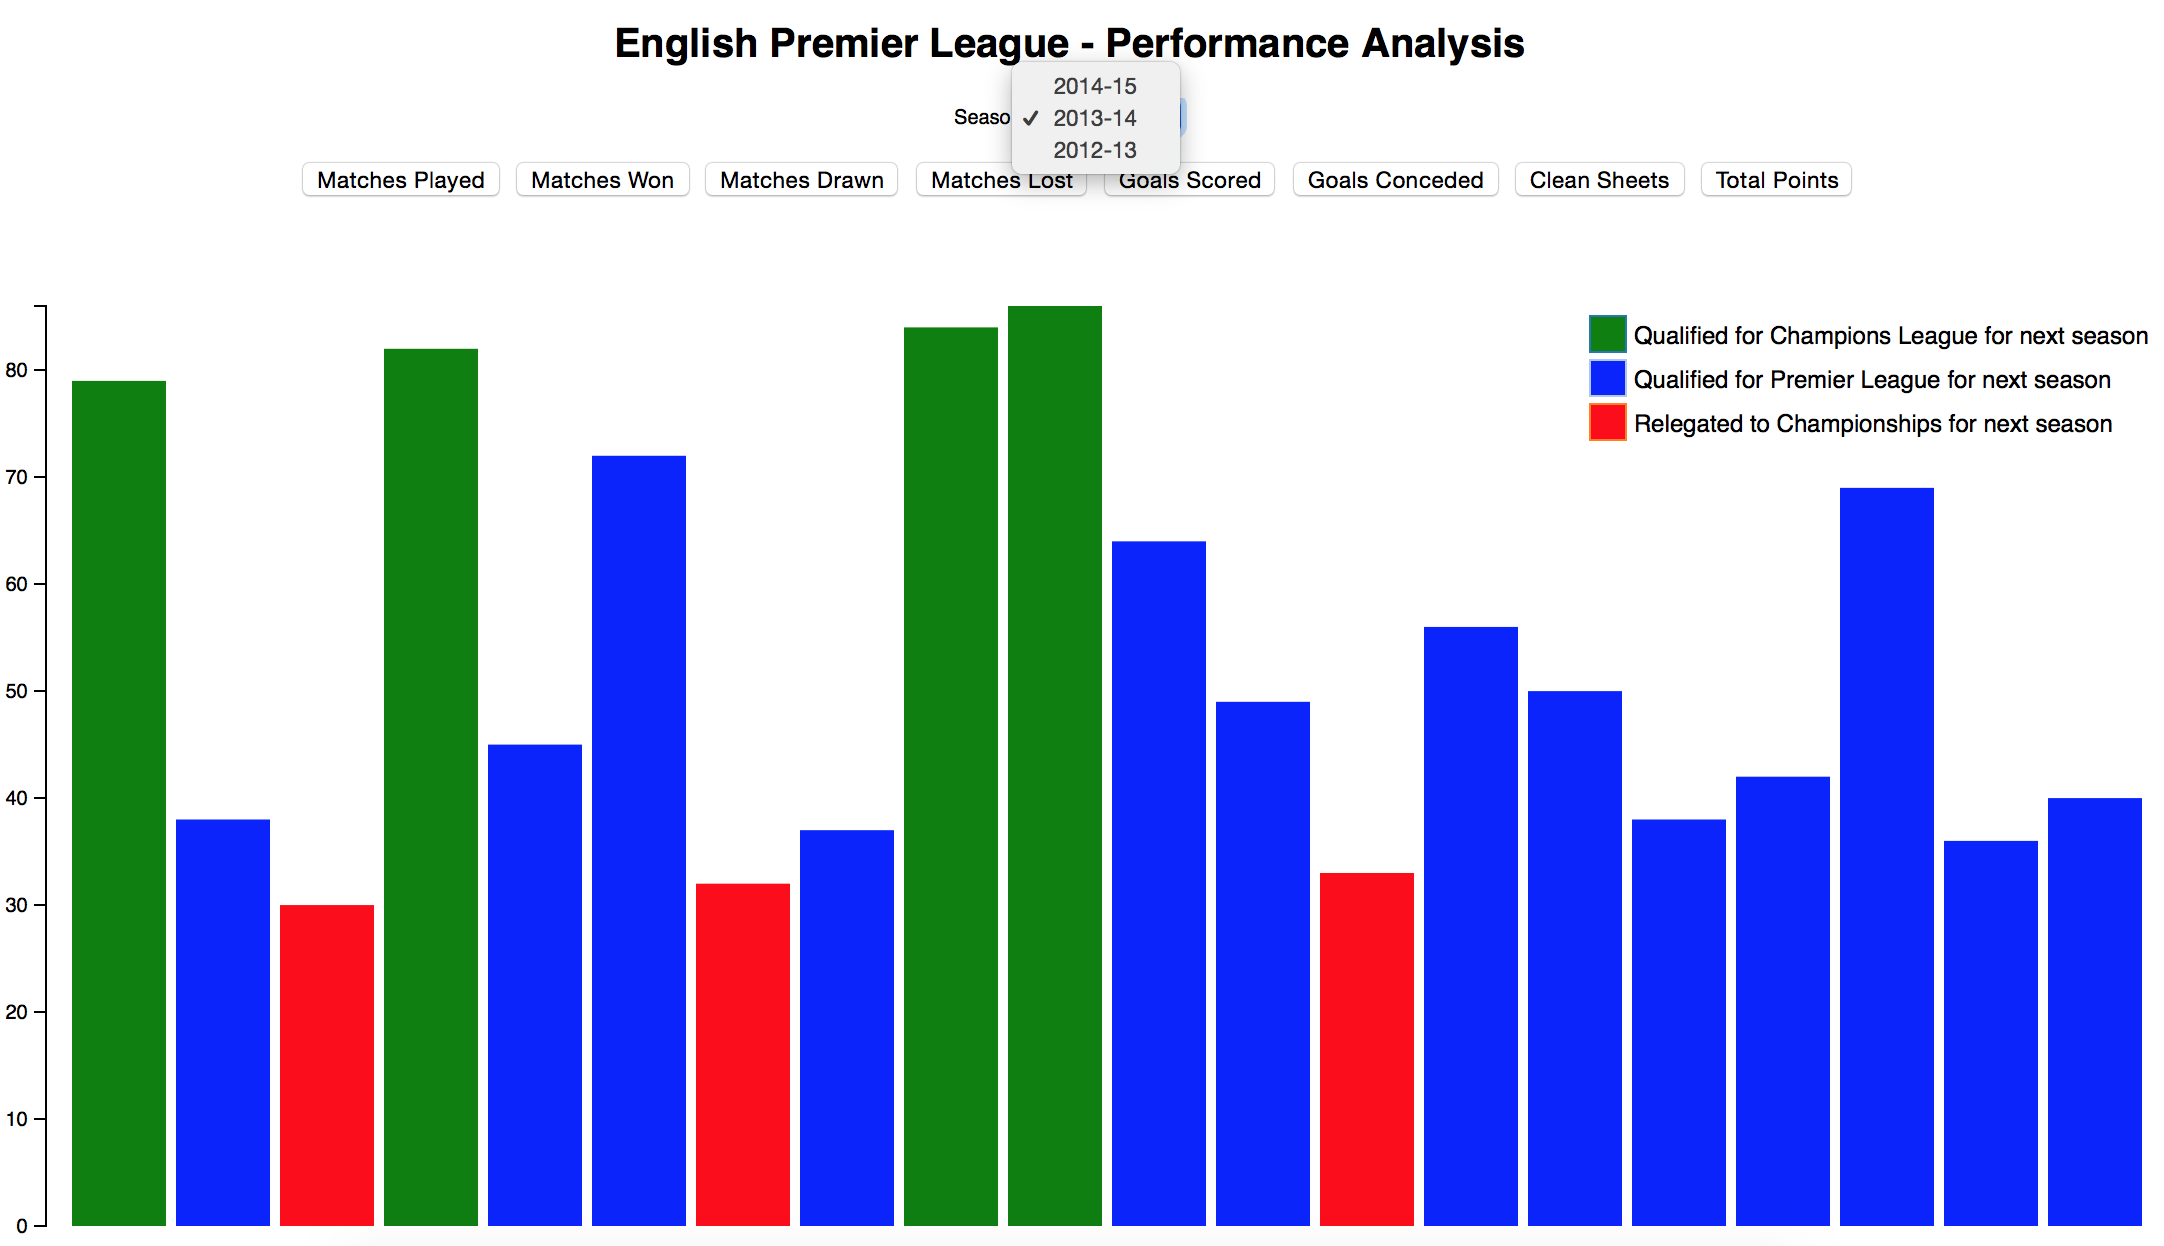 English Premier League - Performance Analysis
2014-15
Seaso ✓ 2013-14
2012-13
Matches Played Matches Won Matches Drawn Matches Lost Goals Scored Goals Conceded Clean Sheets Total Points
Qualified for Champions League for next season
Qualified for Premier League for next season
Relegated to Championships for next season
80
70
60
50
40
30
20
10
0